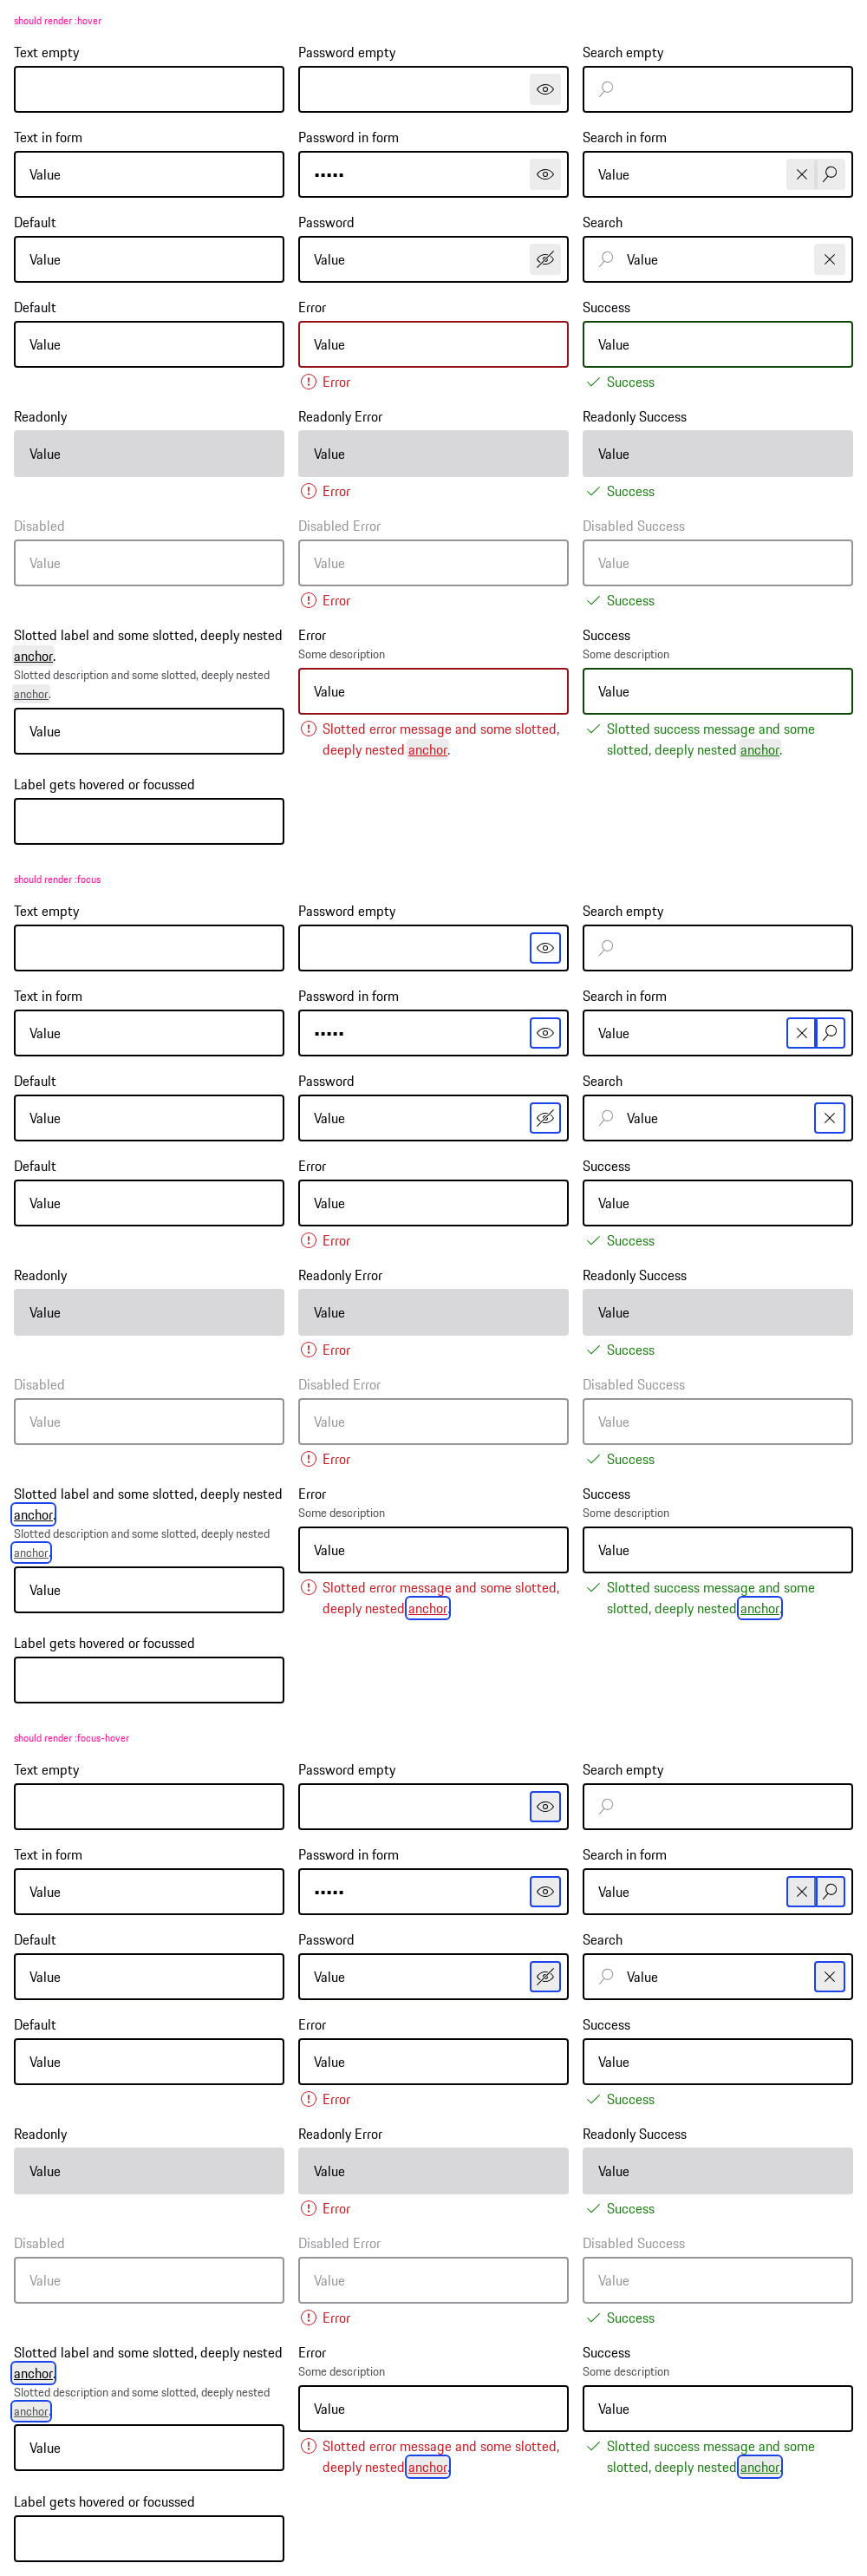 should render :hover
Text empty
Password empty
Search empty
Text in form
Password in form
Search in form
Value
•••••
Value
Default
Password
Search
Value
Value
Value
Default
Error
Success
Value
Value
Value
Error
Success
Readonly
Readonly Error
Readonly Success
Value
Value
Value
Error
Success
Disabled
Disabled Error
Disabled Success
Value
Value
Value
Error
Success
Slotted label and some slotted, deeply nested
anchor.
Slotted description and some slotted, deeply nested
anchor.
Value
Error
Some description
Value
Slotted error message and some slotted,
deeply nested anchor.
Success
Some description
Value
Slotted success message and some
slotted, deeply nested anchor.
Label gets hovered or focussed
should render :focus
Text empty
Password empty
Search empty
Text in form
Password in form
Search in form
Value
•••••
Value
Default
Password
Search
Value
Value
Value
Default
Error
Success
Value
Value
Value
Error
Success
Readonly
Readonly Error
Readonly Success
Value
Value
Value
Error
Success
Disabled
Disabled Error
Disabled Success
Value
Value
Value
Error
Success
Slotted label and some slotted, deeply nested
anchor.
Slotted description and some slotted, deeply nested
anchor.
Value
Error
Some description
Value
Slotted error message and some slotted,
deeply nested anchor.
Success
Some description
Value
Slotted success message and some
slotted, deeply nested anchor.
Label gets hovered or focussed
should render :focus-hover
Text empty
Password empty
Search empty
Text in form
Password in form
Search in form
Value
•••••
Value
Default
Password
Search
Value
Value
Value
Default
Error
Success
Value
Value
Value
Error
Success
Readonly
Readonly Error
Readonly Success
Value
Value
Value
Error
Success
Disabled
Disabled Error
Disabled Success
Value
Value
Value
Error
Success
Slotted label and some slotted, deeply nested
anchor.
Slotted description and some slotted, deeply nested
anchor.
Value
Error
Some description
Value
Slotted error message and some slotted,
deeply nested anchor.
Success
Some description
Value
Slotted success message and some
slotted, deeply nested anchor.
Label gets hovered or focussed